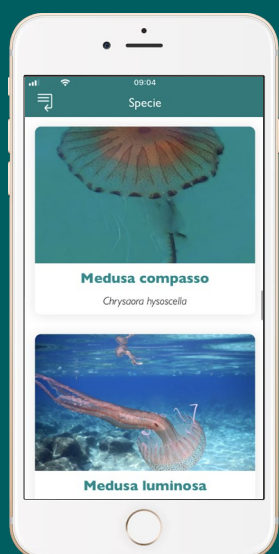 09:04
Specie
Medusa compasso
Chrysaora hysoscella
Medusa luminosa